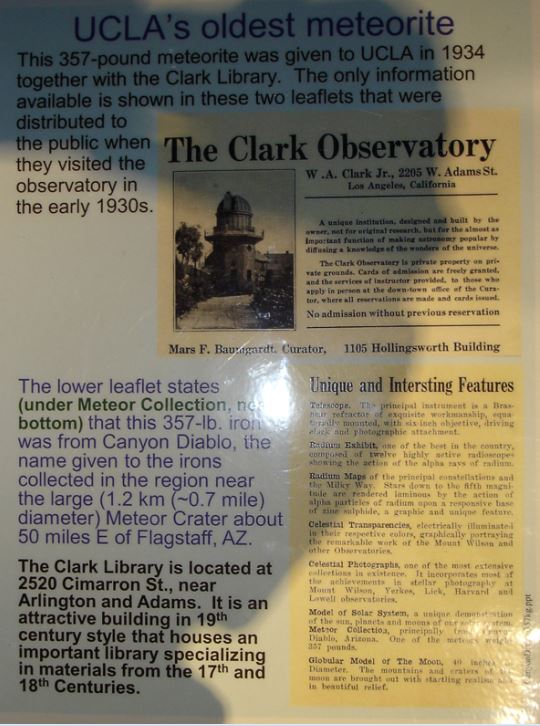 UCLA's oldest meteorite
This 357-pound meteorite was given to UCLA in 1934
together with the Clark Library. The only information
available is shown in these two leaflets that were
distributed to
the public when
they visited the
observatory in
the early 1930s.
The Clark Observatory
W.A. Clark Jr., 2205 W. Adams St.
Los Angeles, California
A unique institution, designed and built by the
owner, not for original research, but for the almost as
important function of making astronomy popular by
diffusing a knowledge of the wonders of the universe.
The Clark Observatory is private property on pri-
vate grounds. Cards of admission are freely granted,
and the services of instructor provided, to those who
apply in person at the down-town office of the Cura-
tor, where all reservations are made and cards issued.
No admission without previous reservation
Mars F. Baumgardt, Curator, 1105 Hollingsworth Building
The lower leaflet states
(under Meteor Collection, near
bottom) that this 357-lb. iron
was from Canyon Diablo, the
name given to the irons
collected in the region near
the large (1.2 km (~0.7 mile)
diameter) Meteor Crater about
50 miles E of Flagstaff, AZ.
The Clark Library is located at
2520 Cimarron St., near
Arlington and Adams. It is an
attractive building in 19th
century style that houses an
important library specializing
in materials from the 17th and
18th Centuries.
Unique and Intersting Features
Telescope. The principal instrument is a Bras-
hear refractor of exquisite workmanship, equa-
torially mounted, with six-inch objective, driving
clock and photographic attachment.
Radium Exhibit, one of the best in the country,
composed of twelve highly active radioscopes
showing the action of the alpha rays of radium.
Radium Maps of the principal constellations and
the Milky Way. Stars down to the fifth magni-
tude are rendered luminous by the action of
alpha particles of radium upon a responsive base
of zinc sulphide, a graphic and unique feature.
Celestial Transparencies, electrically illuminated
in their respective colors, graphically portraying
the remarkable work of the Mount Wilson and
other Observatories.
Celestial Photographs, one of the most extensive
collections in existence. It incorporates most of
the achievements in stellar photography at
Mount Wilson, Yerkes, Lick, Harvard and
Lowell observatories.
Model of Solar System, a unique demonstration
of the sun, planets and moons of our solar system.
Meteor Collection, principally from Canyon
Diablo, Arizona. One of the meteors weighs
357 pounds.
Globular Model of The Moon, 40 inches in
Diameter. The mountains and craters of the
moon are brought out with startling realism and
in beautiful relief.